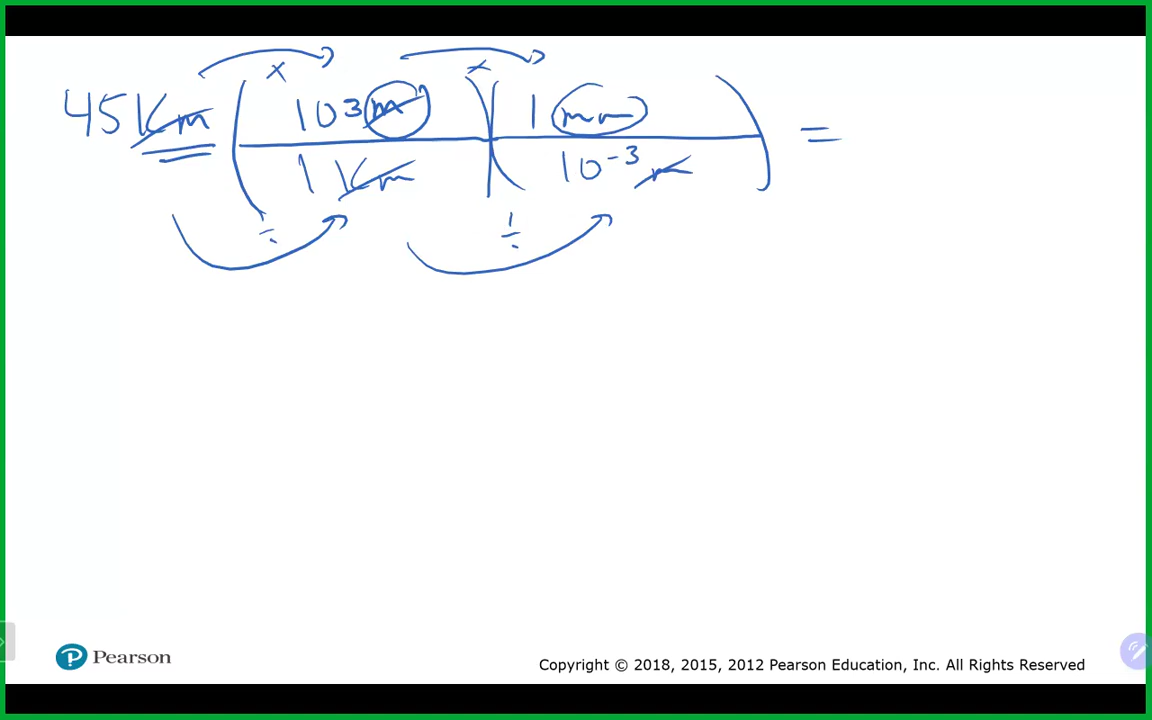 45 Km ( 10³ m / 1 Km ) ( 1 mm / 10⁻³ m ) =
× ×
÷ ÷
Pearson
Copyright © 2018, 2015, 2012 Pearson Education, Inc. All Rights Reserved